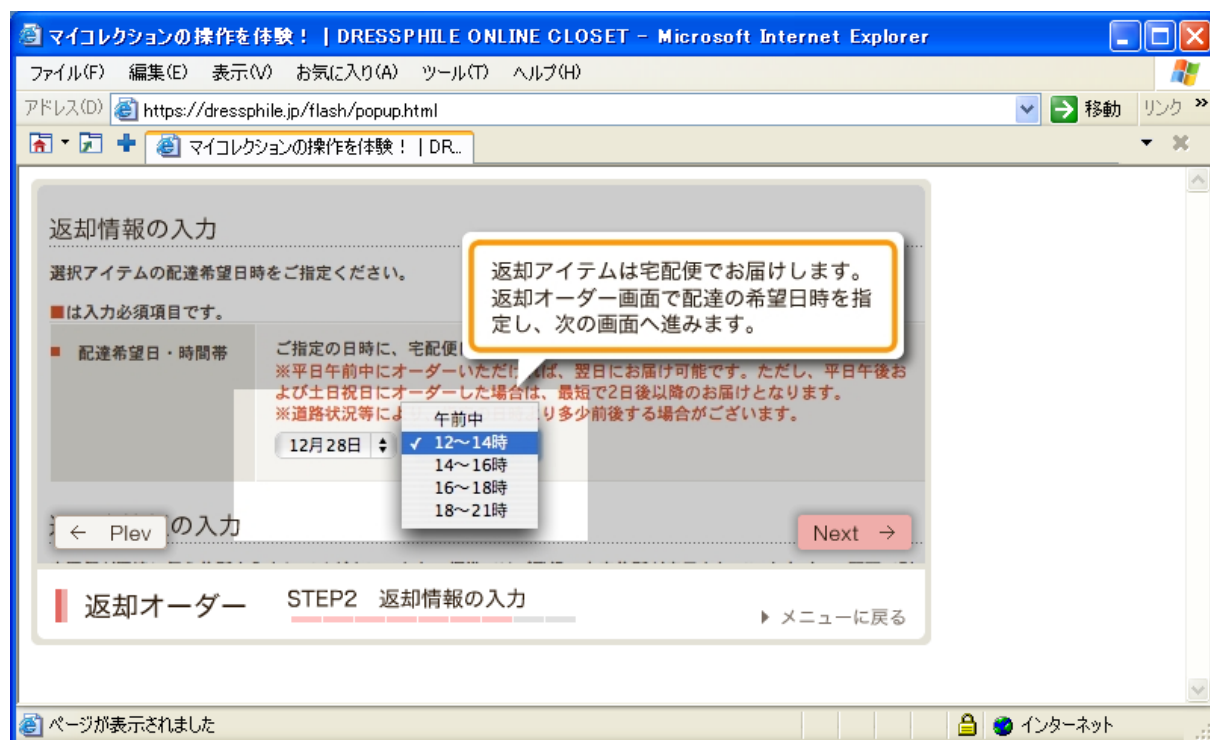 マイコレクションの操作を体験！ | DRESSPHILE ONLINE CLOSET - Microsoft Internet Explorer
ファイル(F) 編集(E) 表示(V) お気に入り(A) ツール(T) ヘルプ(H)
アドレス(D) https://dressphile.jp/flash/popup.html 移動 リンク »
マイコレクションの操作を体験！ | DR...
返却情報の入力
選択アイテムの配達希望日時をご指定ください。
■は入力必須項目です。
返却アイテムは宅配便でお届けします。
返却オーダー画面で配達の希望日時を指
定し、次の画面へ進みます。
■ 配達希望日・時間帯
ご指定の日時に、宅配便
※平日午前中にオーダーいただければ、翌日にお届け可能です。ただし、平日午後お
よび土日祝日にオーダーした場合は、最短で2日後以降のお届けとなります。
※道路状況等によ り多少前後する場合がございます。
12月28日
午前中
✓ 12〜14時
14〜16時
16〜18時
18〜21時
の入力
← Plev
Next →
返却オーダー STEP2 返却情報の入力
メニューに戻る
ページが表示されました インターネット